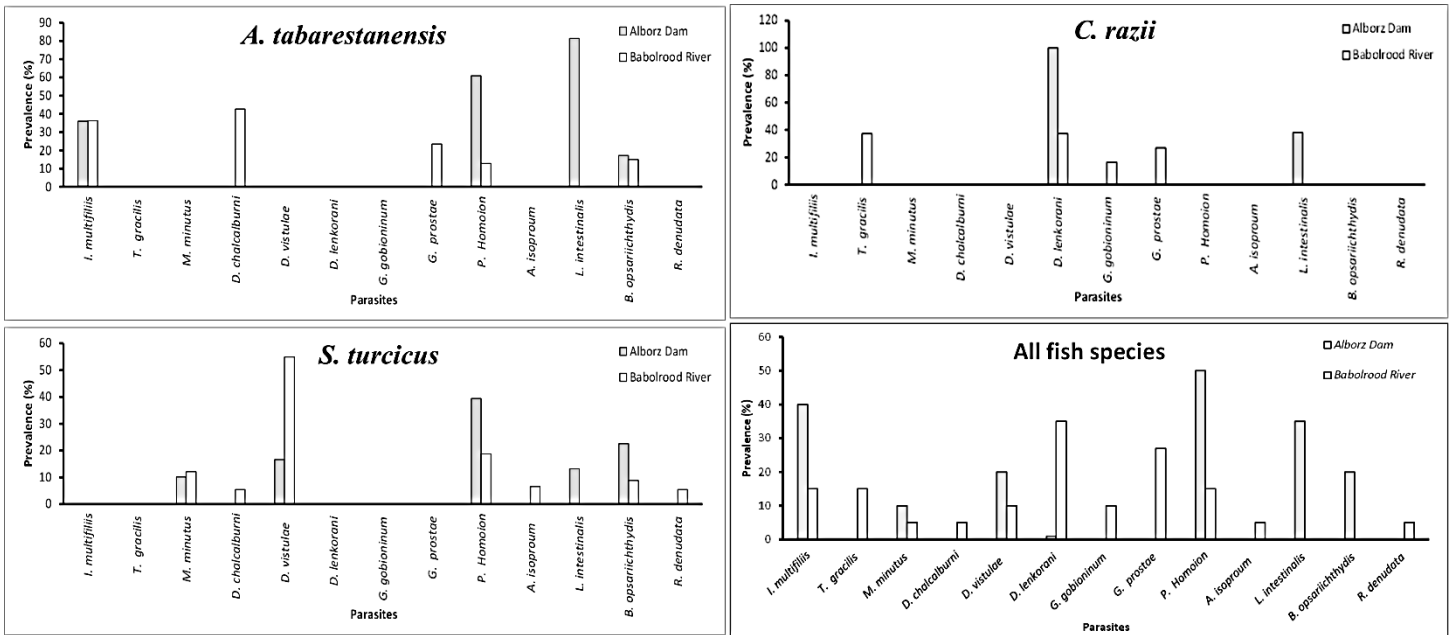 A. tabarestanensis
Alborz Dam
Babolrood River
Prevalence (%)
90
80
70
60
50
40
30
20
10
0
I. multifiliis
T. gracilis
M. minutus
D. chalcalburni
D. vistulae
D. lenkorani
G. gobioninum
G. prostae
P. Homoion
A. isoproum
L. intestinalis
B. opsariichthydis
R. denudata
Parasites
C. razii
Alborz Dam
Babolrood River
Prevalence (%)
120
100
80
60
40
20
0
I. multifiliis
T. gracilis
M. minutus
D. chalcalburni
D. vistulae
D. lenkorani
G. gobioninum
G. prostae
P. Homoion
A. isoproum
L. intestinalis
B. opsariichthydis
R. denudata
Parasites
S. turcicus
Alborz Dam
Babolrood River
Prevalence (%)
60
50
40
30
20
10
0
I. multifiliis
T. gracilis
M. minutus
D. chalcalburni
D. vistulae
D. lenkorani
G. gobioninum
G. prostae
P. Homoion
A. isoproum
L. intestinalis
B. opsariichthydis
R. denudata
Parasites
All fish species
Alborz Dam
Babolrood River
Prevalence (%)
60
50
40
30
20
10
0
I. multifiliis
T. gracilis
M. minutus
D. chalcalburni
D. vistulae
D. lenkorani
G. gobioninum
G. prostae
P. Homoion
A. isoproum
L. intestinalis
B. opsariichthydis
R. denudata
Parasites